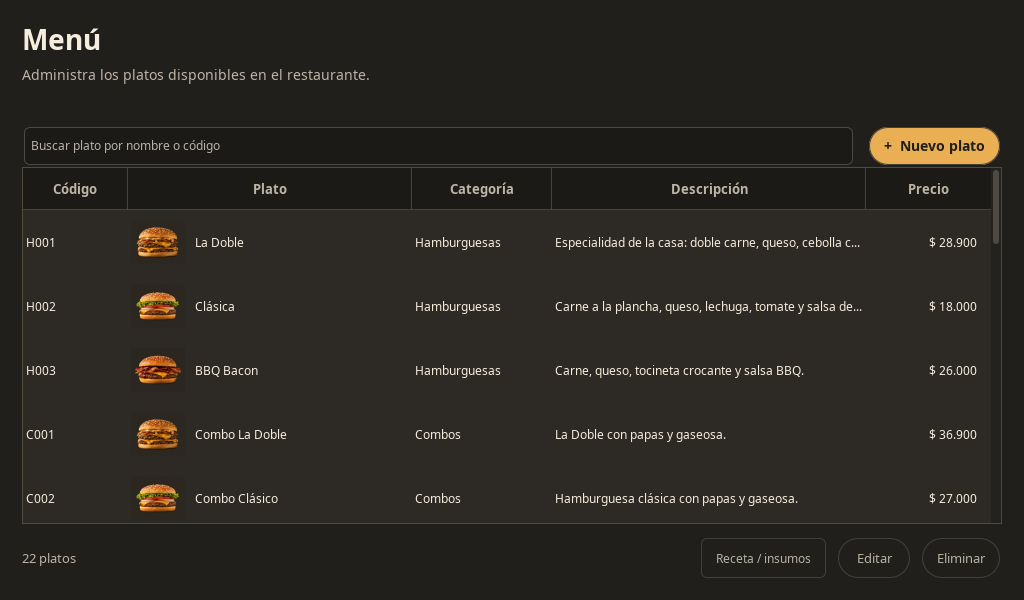 Menú
Administra los platos disponibles en el restaurante.
Buscar plato por nombre o código
+ Nuevo plato
Código Plato Categoría Descripción Precio
H001 La Doble Hamburguesas Especialidad de la casa: doble carne, queso, cebolla c... $ 28.900
H002 Clásica Hamburguesas Carne a la plancha, queso, lechuga, tomate y salsa de... $ 18.000
H003 BBQ Bacon Hamburguesas Carne, queso, tocineta crocante y salsa BBQ. $ 26.000
C001 Combo La Doble Combos La Doble con papas y gaseosa. $ 36.900
C002 Combo Clásico Combos Hamburguesa clásica con papas y gaseosa. $ 27.000
22 platos
Receta / insumos
Editar
Eliminar